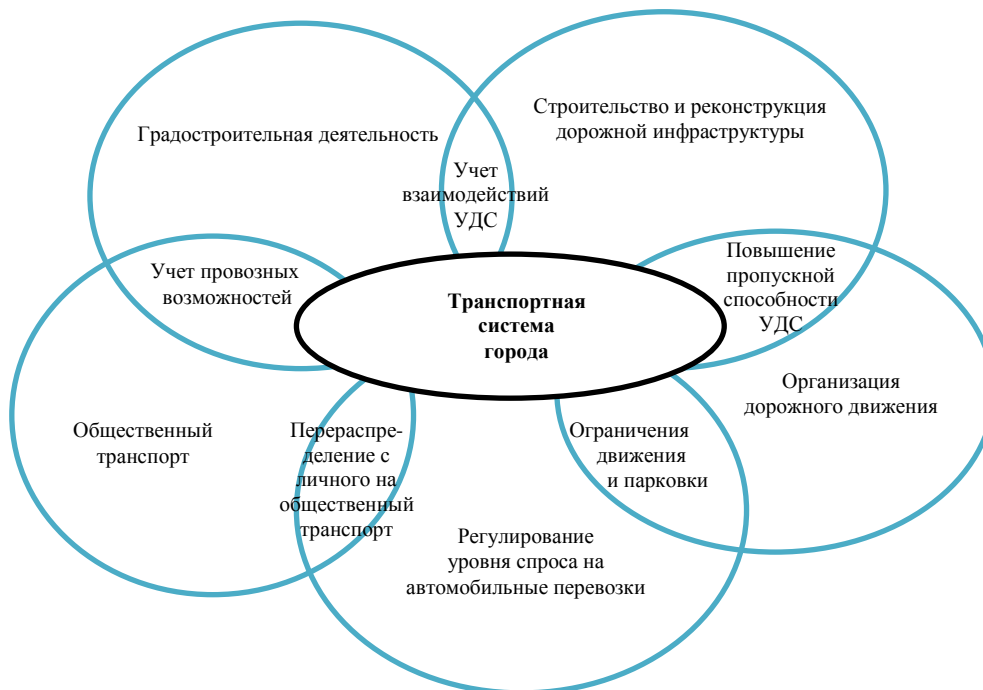 Градостроительная деятельность
Строительство и реконструкция
дорожной инфраструктуры
Учет
взаимодействий
УДС
Учет провозных
возможностей
Транспортная
система
города
Повышение
пропускной
способности
УДС
Организация
дорожного движения
Общественный
транспорт
Перераспре-
деление с
личного на
общественный
транспорт
Ограничения
движения
и парковки
Регулирование
уровня спроса на
автомобильные перевозки